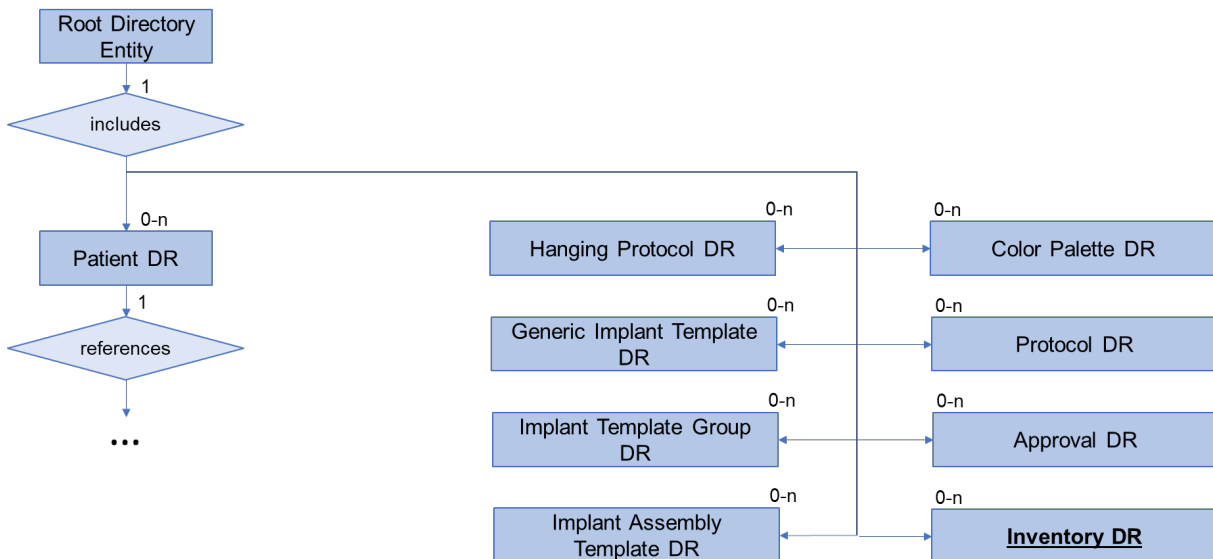 Root Directory
Entity
1
includes
0-n
Patient DR
1
references
...
0-n
Hanging Protocol DR
0-n
Color Palette DR
0-n
Generic Implant Template
DR
0-n
Protocol DR
0-n
Implant Template Group
DR
0-n
Approval DR
0-n
Implant Assembly
Template DR
0-n
Inventory DR